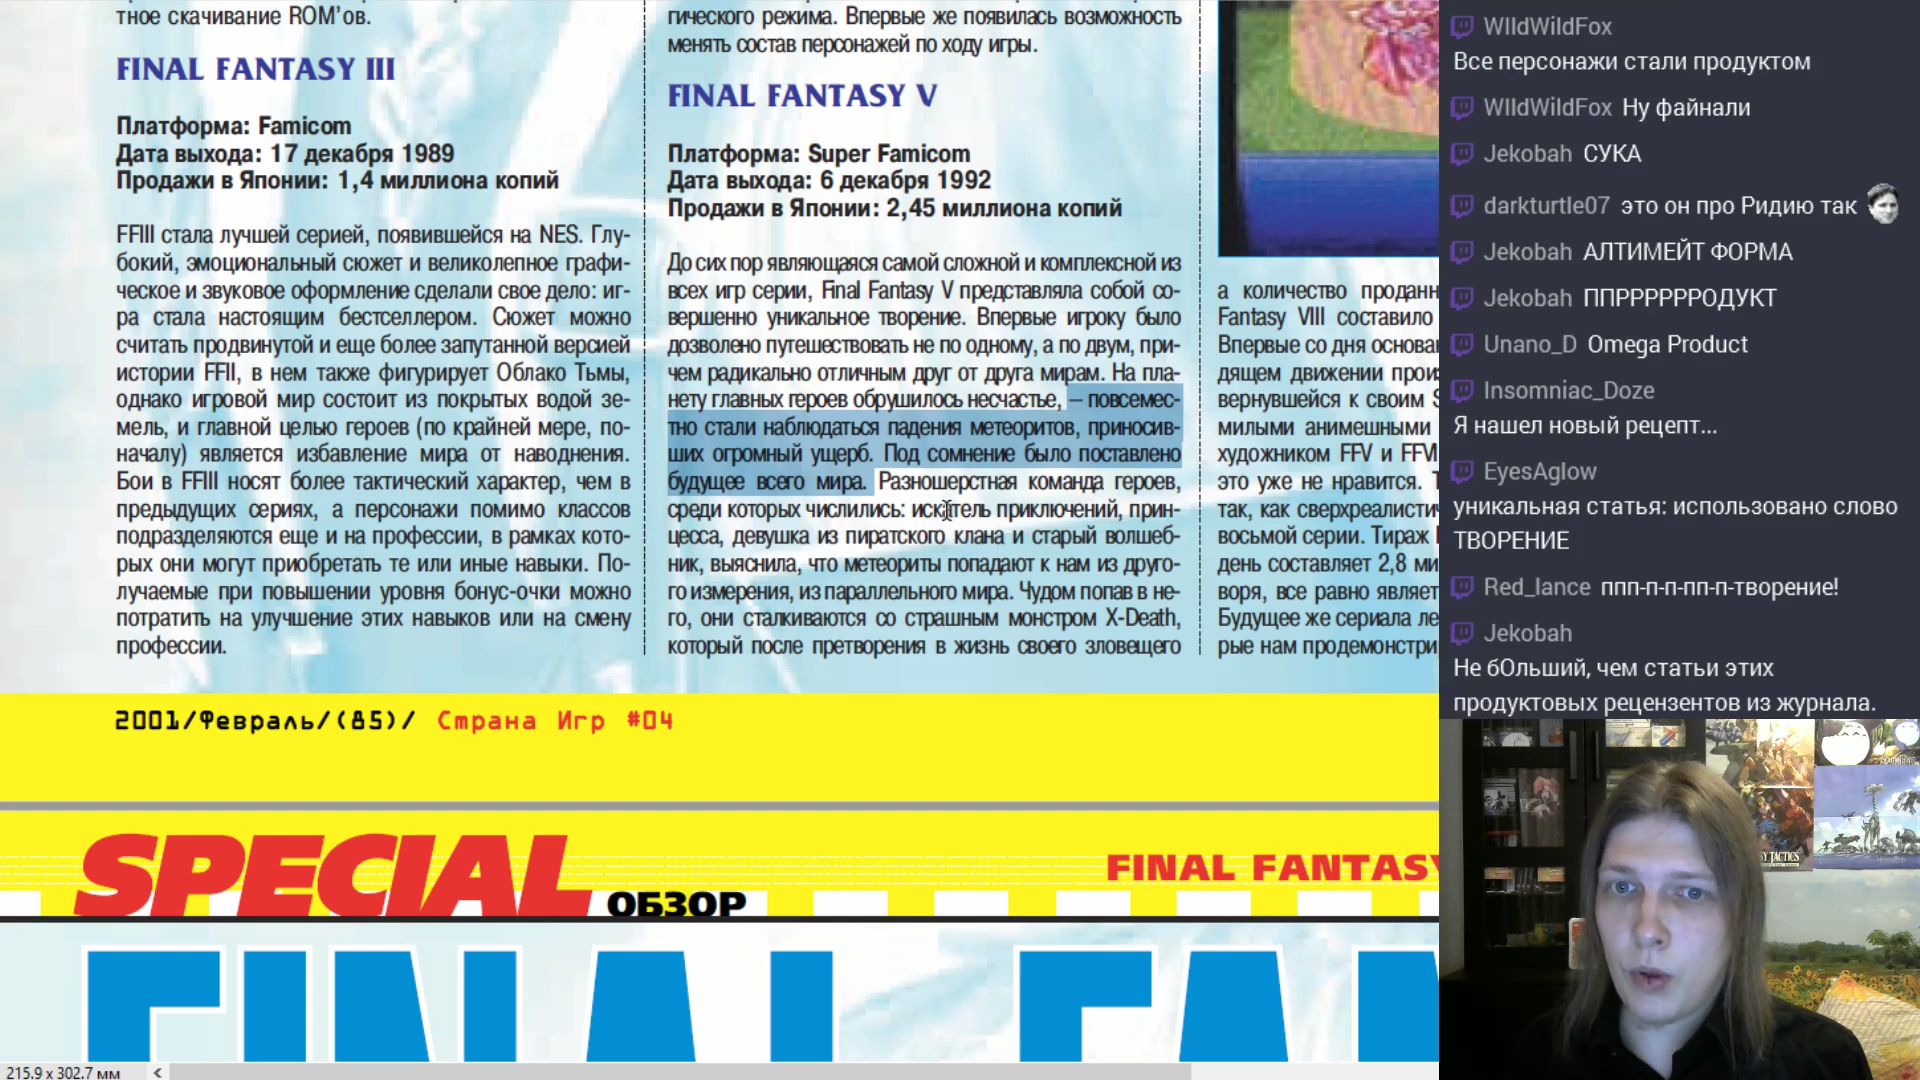 тное скачивание ROM’ов.
FINAL FANTASY III
Платформа: Famicom
Дата выхода: 17 декабря 1989
Продажи в Японии: 1,4 миллиона копий
FFIII стала лучшей серией, появившейся на NES. Глу-
бокий, эмоциональный сюжет и великолепное графи-
ческое и звуковое оформление сделали свое дело: иг-
ра стала настоящим бестселлером. Сюжет можно
считать продвинутой и еще более запутанной версией
истории FFII, в нем также фигурирует Облако Тьмы,
однако игровой мир состоит из покрытых водой зе-
мель, и главной целью героев (по крайней мере, по-
началу) является избавление мира от наводнения.
Бои в FFIII носят более тактический характер, чем в
предыдущих сериях, а персонажи помимо классов
подразделяются еще и на профессии, в рамках кото-
рых они могут приобретать те или иные навыки. По-
лучаемые при повышении уровня бонус-очки можно
потратить на улучшение этих навыков или на смену
профессии.
гического режима. Впервые же появилась возможность
менять состав персонажей по ходу игры.
FINAL FANTASY V
Платформа: Super Famicom
Дата выхода: 6 декабря 1992
Продажи в Японии: 2,45 миллиона копий
До сих пор являющаяся самой сложной и комплексной из
всех игр серии, Final Fantasy V представляла собой со-
вершенно уникальное творение. Впервые игроку было
дозволено путешествовать не по одному, а по двум, при-
чем радикально отличным друг от друга мирам. На пла-
нету главных героев обрушилось несчастье, – повсемес-
тно стали наблюдаться падения метеоритов, приносив-
ших огромный ущерб. Под сомнение было поставлено
будущее всего мира. Разношерстная команда героев,
среди которых числились: искатель приключений, прин-
цесса, девушка из пиратского клана и старый волшеб-
ник, выяснила, что метеориты попадают к нам из друго-
го измерения, из параллельного мира. Чудом попав в не-
го, они сталкиваются со страшным монстром X-Death,
который после претворения в жизнь своего зловещего
а количество проданн
Fantasy VIII составило
Впервые со дня основа
дящем движении прои
вернувшейся к своим S
милыми анимешными
художником FFV и FFVI
это уже не нравится. Т
так, как сверхреалисти
восьмой серии. Тираж
день составляет 2,8 ми
воря, все равно являет
Будущее же сериала ле
рые нам продемонстри
2001/Февраль/(85)/ Страна Игр #04
SPECIAL ОБЗОР
FINAL FANTASY
FINAL FAN
215.9 x 302.7 мм
WIldWildFox
Все персонажи стали продуктом
WIldWildFox Ну файнали
Jekobah СУКА
darkturtle07 это он про Ридию так
Jekobah АЛТИМЕЙТ ФОРМА
Jekobah ППРРРРРРОДУКТ
Unano_D Omega Product
Insomniac_Doze
Я нашел новый рецепт...
EyesAglow
уникальная статья: использовано слово
ТВОРЕНИЕ
Red_lance ппп-п-п-пп-п-творение!
Jekobah
Не бОльший, чем статьи этих
продуктовых рецензентов из журнала.
TACTICS